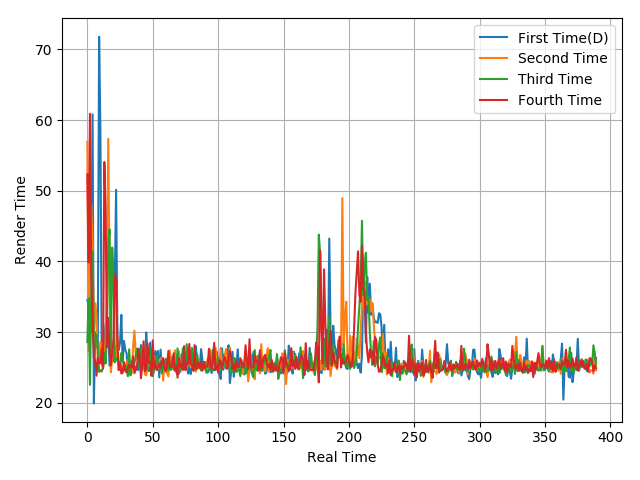 First Time(D)
Second Time
Third Time
Fourth Time
Render Time
70
60
50
40
30
20
0 50 100 150 200 250 300 350 400
Real Time